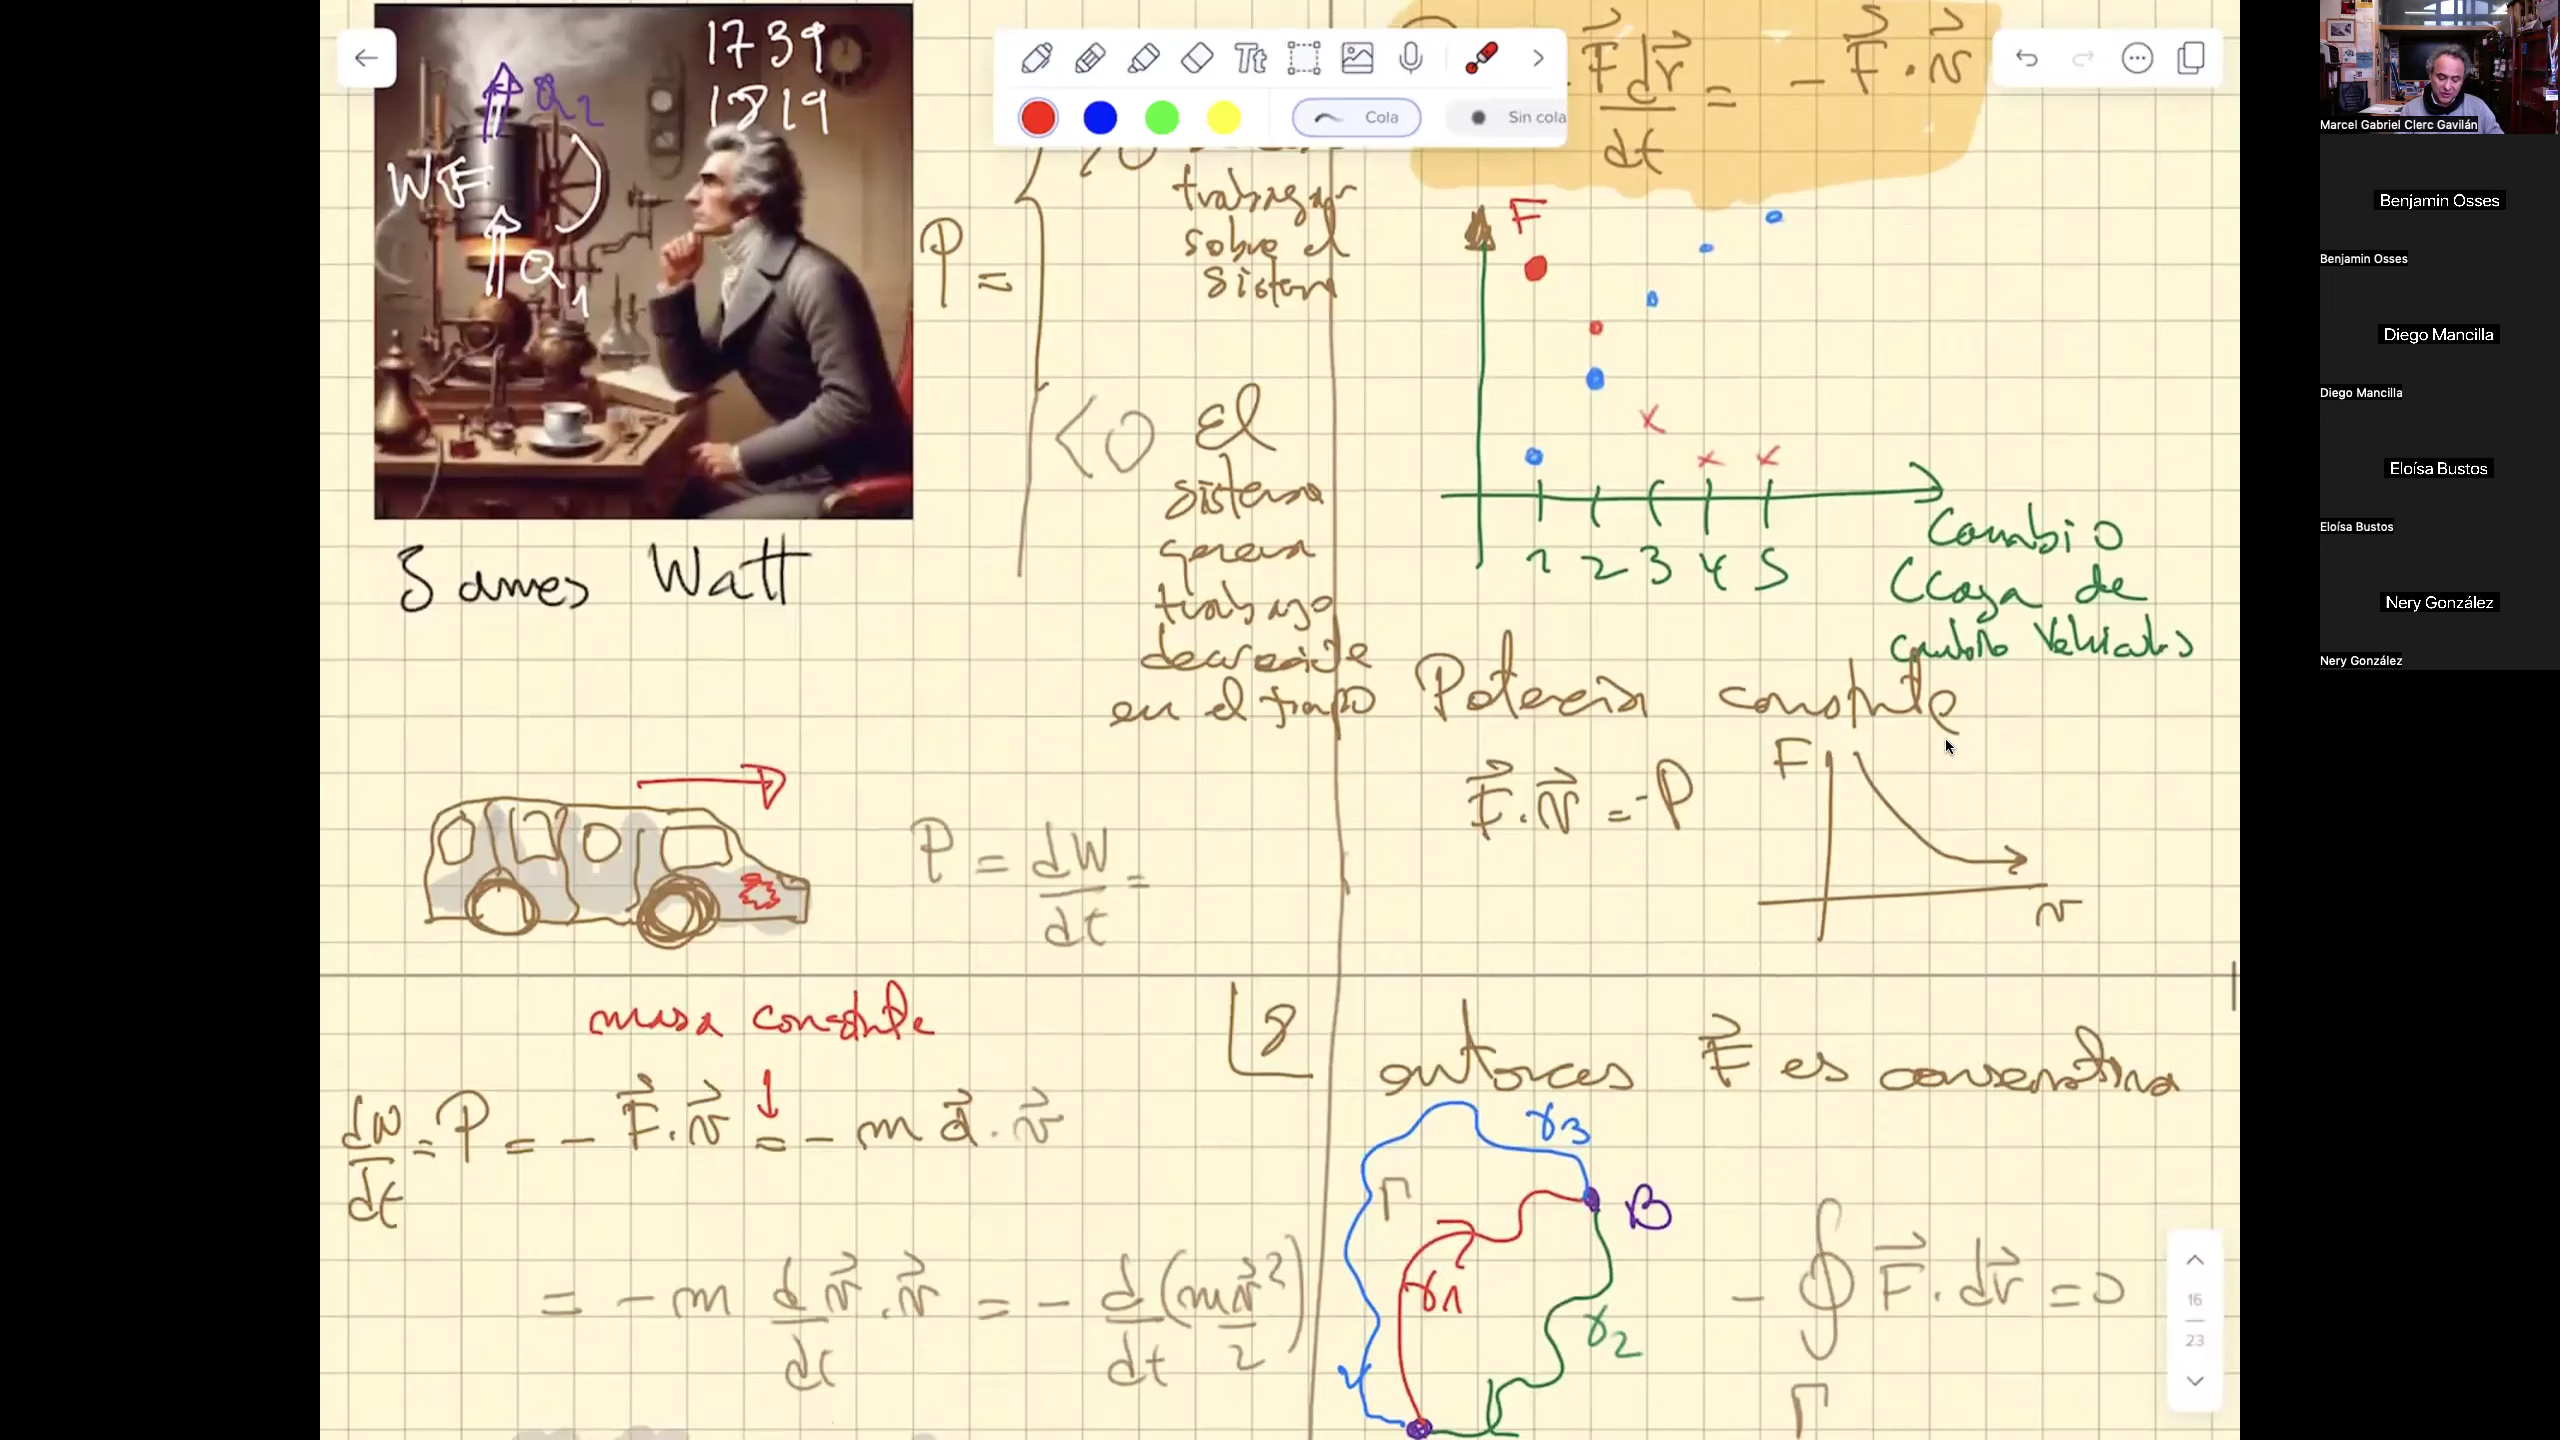 1739
1819
Q2
WF
Q1
James Watt
P =
trabajar
sobre el
sistema
<0 El
sistema
genera
trabajo
decreciente
en el tiempo
P = dW/dt =
Tt
Cola
Sin cola
. F dr/dt = - F . v
F
1 2 3 4 5
Cambio
(Caja de
cambio Vehículos
Potencia constante
F . v = -P
F
v
masa constante
8
dW/dt = P = - F . v = - m a . v
= - m dv/dt . v = - d/dt (mv²/2)
entonces F es conservativa
γ3
Γ
B
γ1
γ2
- ∮ F . dr = 0
Γ
16
23
Marcel Gabriel Clerc Gavilán
Benjamin Osses
Benjamin Osses
Diego Mancilla
Diego Mancilla
Eloísa Bustos
Eloísa Bustos
Nery González
Nery González